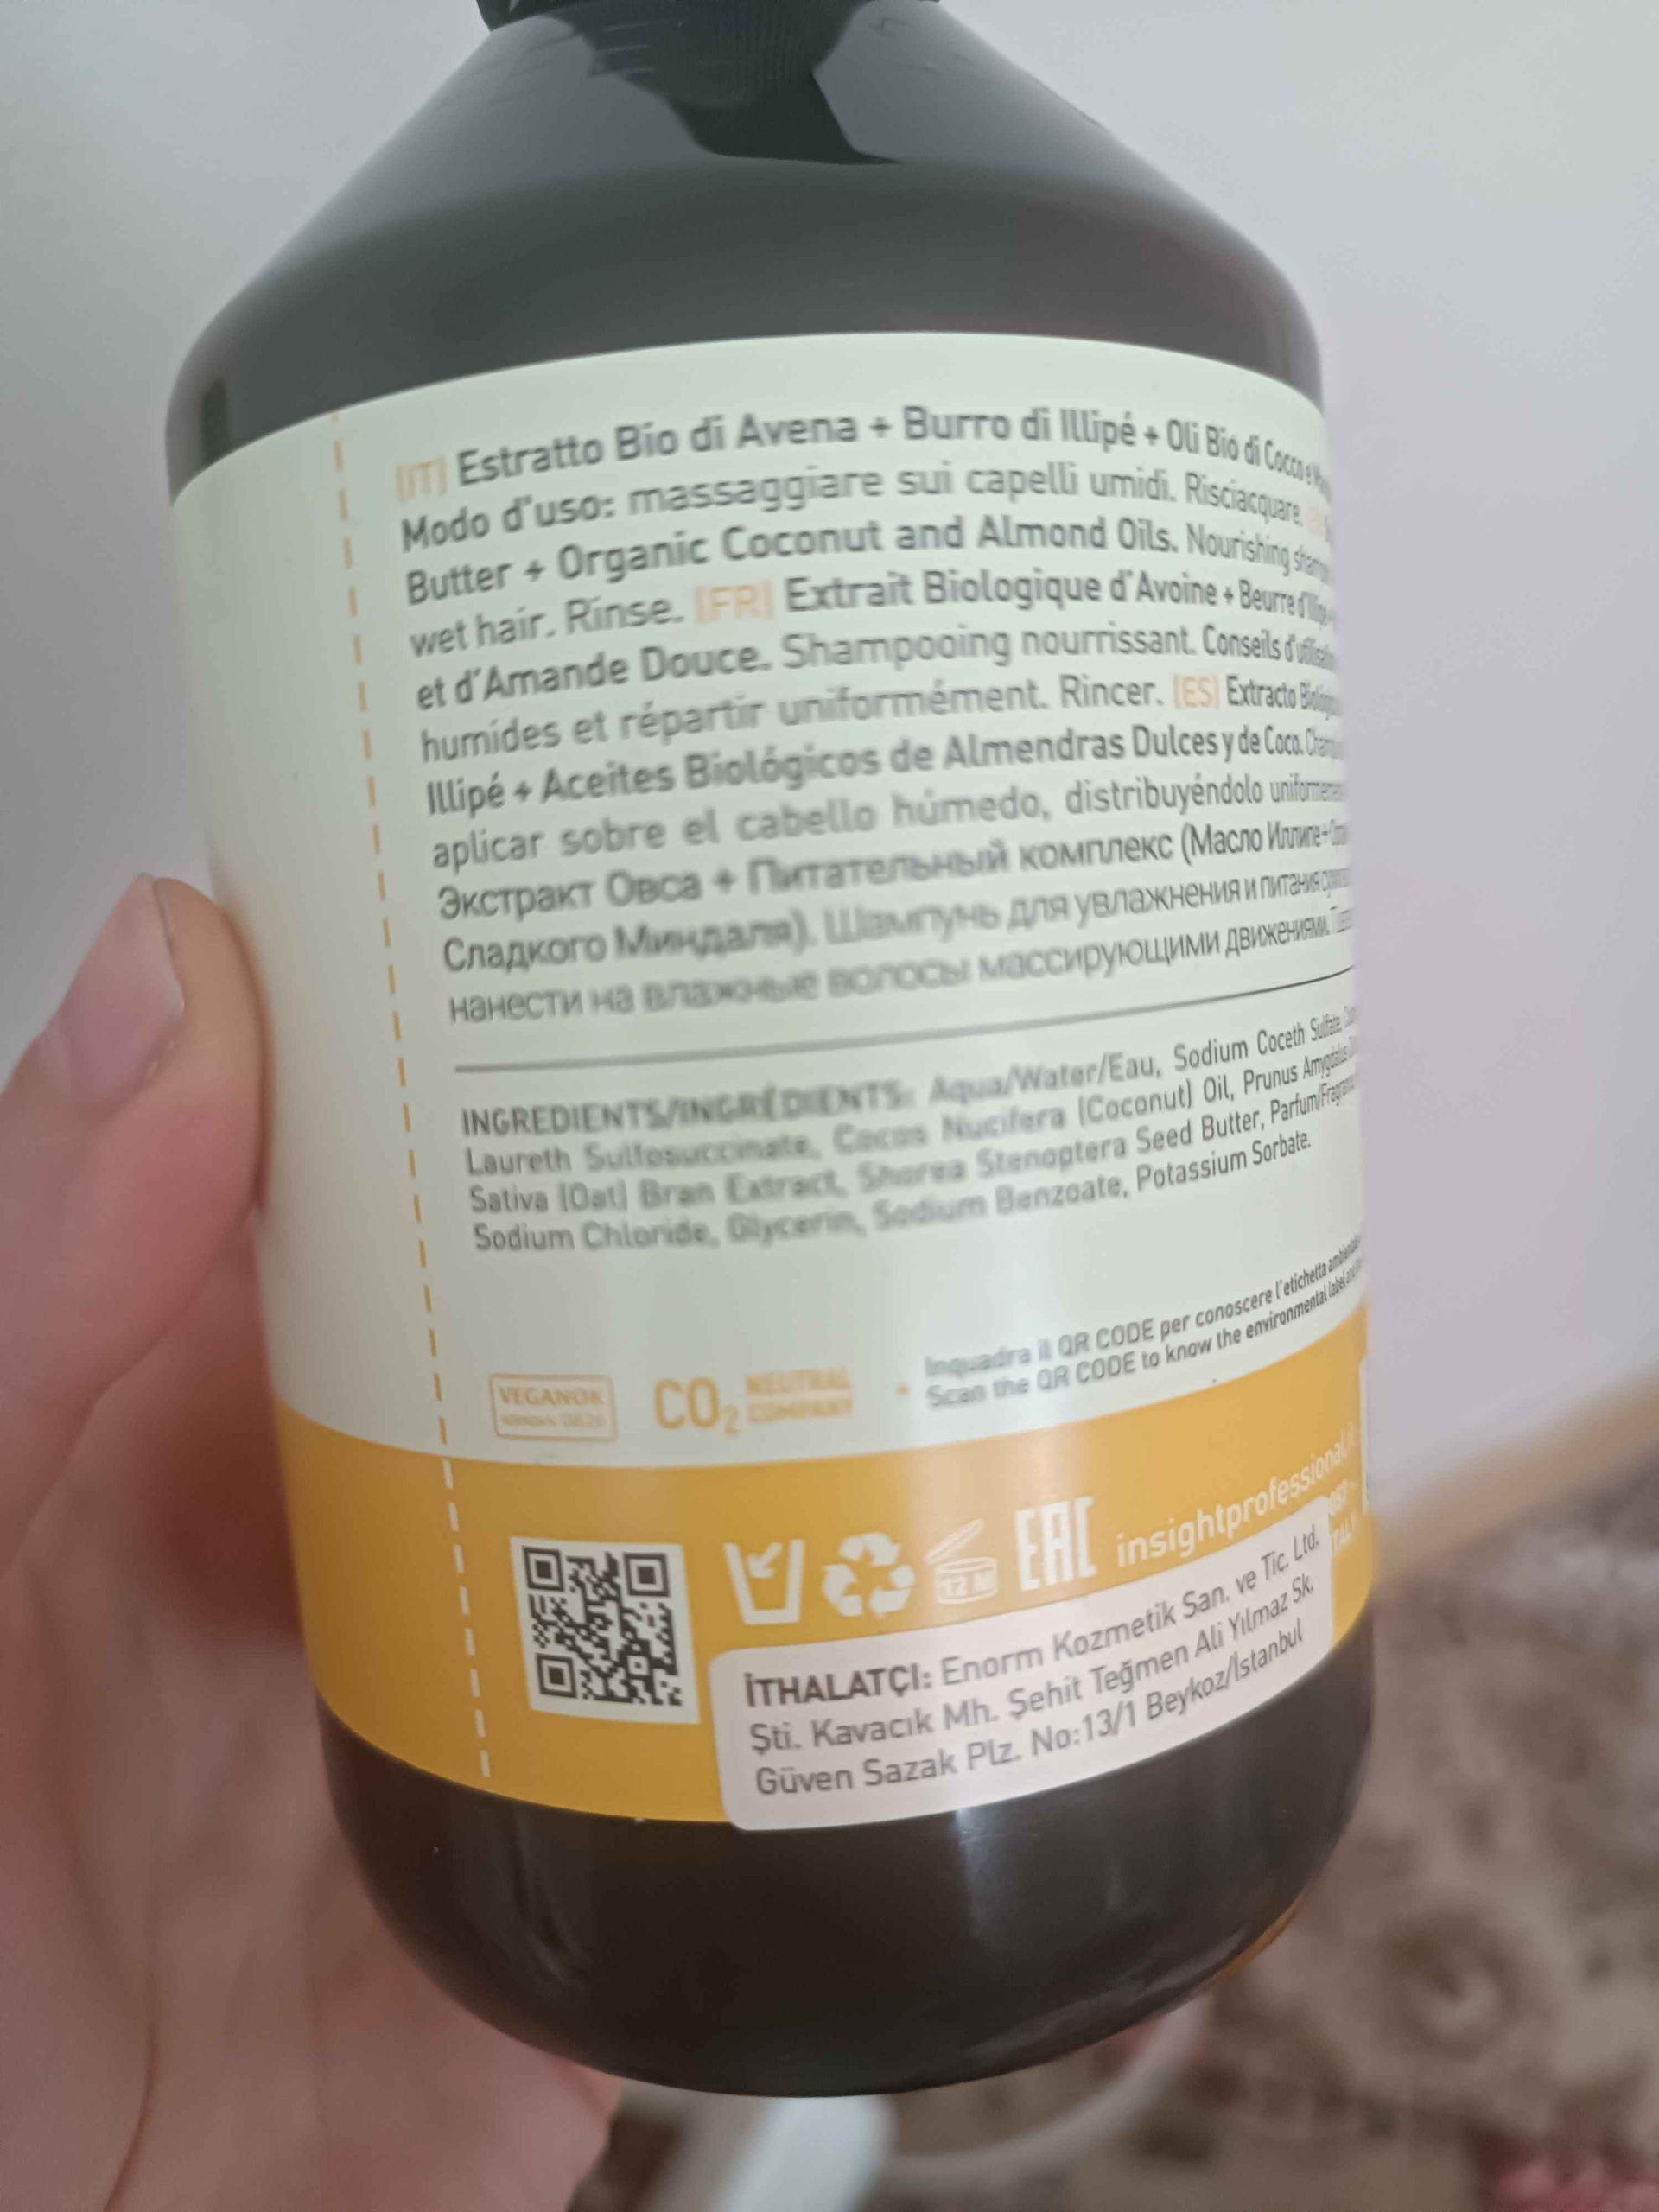 [IT] Estratto Bio di Avena + Burro di Illipé + Oli Bio di Cocco e
Modo d'uso: massaggiare sui capelli umidi. Risciacquare.
Butter + Organic Coconut and Almond Oils. Nourishing
wet hair. Rinse. [FR] Extrait Biologique d'Avoine + Beurre
et d'Amande Douce. Shampooing nourrissant. Conseils
humides et répartir uniformément. Rincer. [ES] Extracto
Illipé + Aceites Biológicos de Almendras Dulces y de Coco.
aplicar sobre el cabello húmedo, distribuyéndolo
Экстракт Овса + Питательный комплекс (Масло Иллипе +
Сладкого Миндаля). Шампунь для увлажнения и питания
нанести на влажные волосы массирующими движениями.
INGREDIENTS/INGRÉDIENTS: Aqua/Water/Eau, Sodium Coceth Sulfate,
Laureth Sulfosuccinate, Cocos Nucifera (Coconut) Oil, Prunus Amygdalus
Sativa (Oat) Bran Extract, Shorea Stenoptera Seed Butter, Parfum/
Sodium Chloride, Glycerin, Sodium Benzoate, Potassium Sorbate.
Inquadra il QR CODE per conoscere l'etichetta
Scan the QR CODE to know the environmental label
VEGANOK
CO2 NEUTRAL
COMPANY
12 M
EAC
insightprofessional.it
İTHALATÇI: Enorm Kozmetik San. ve Tic. Ltd.
Şti. Kavacık Mh. Şehit Teğmen Ali Yılmaz Sk.
Güven Sazak Plz. No:13/1 Beykoz/İstanbul